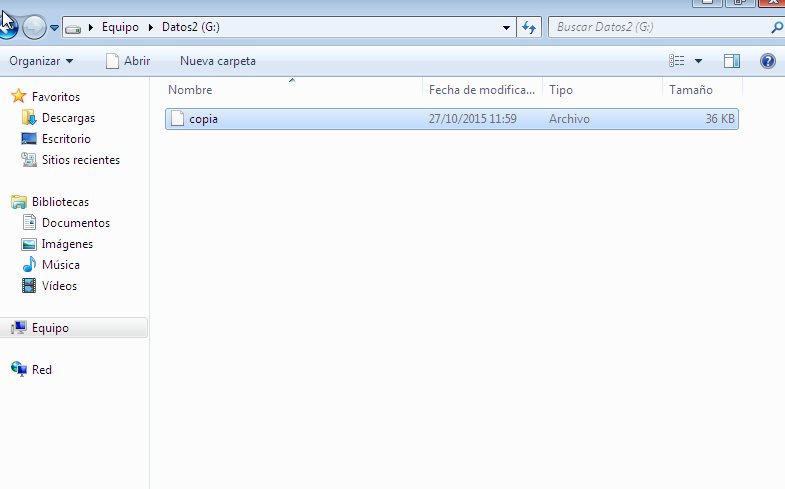 Equipo Datos2 (G:) Buscar Datos2 (G:)
Organizar Abrir Nueva carpeta
Nombre Fecha de modifica... Tipo Tamaño
copia 27/10/2015 11:59 Archivo 36 KB
Favoritos
Descargas
Escritorio
Sitios recientes
Bibliotecas
Documentos
Imágenes
Música
Vídeos
Equipo
Red